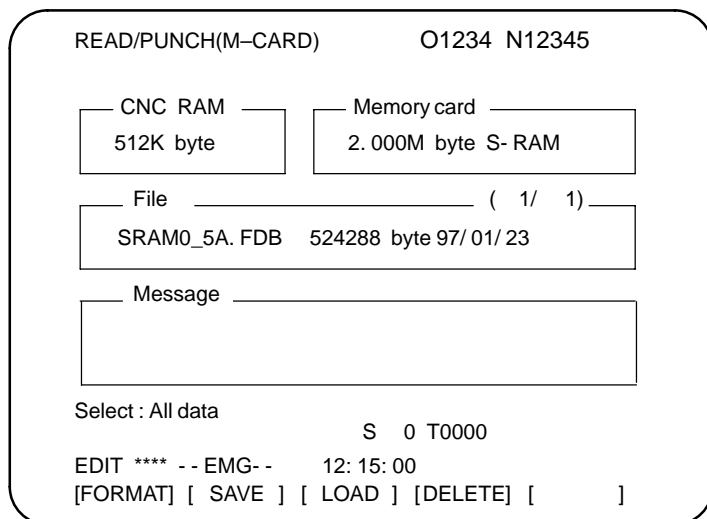 READ/PUNCH(M–CARD) O1234 N12345
CNC RAM Memory card
512K byte 2. 000M byte S- RAM
File ( 1/ 1)
SRAM0_5A. FDB 524288 byte 97/ 01/ 23
Message
Select : All data
S 0 T0000
EDIT **** - - EMG- - 12: 15: 00
[FORMAT] [ SAVE ] [ LOAD ] [DELETE] [ ]